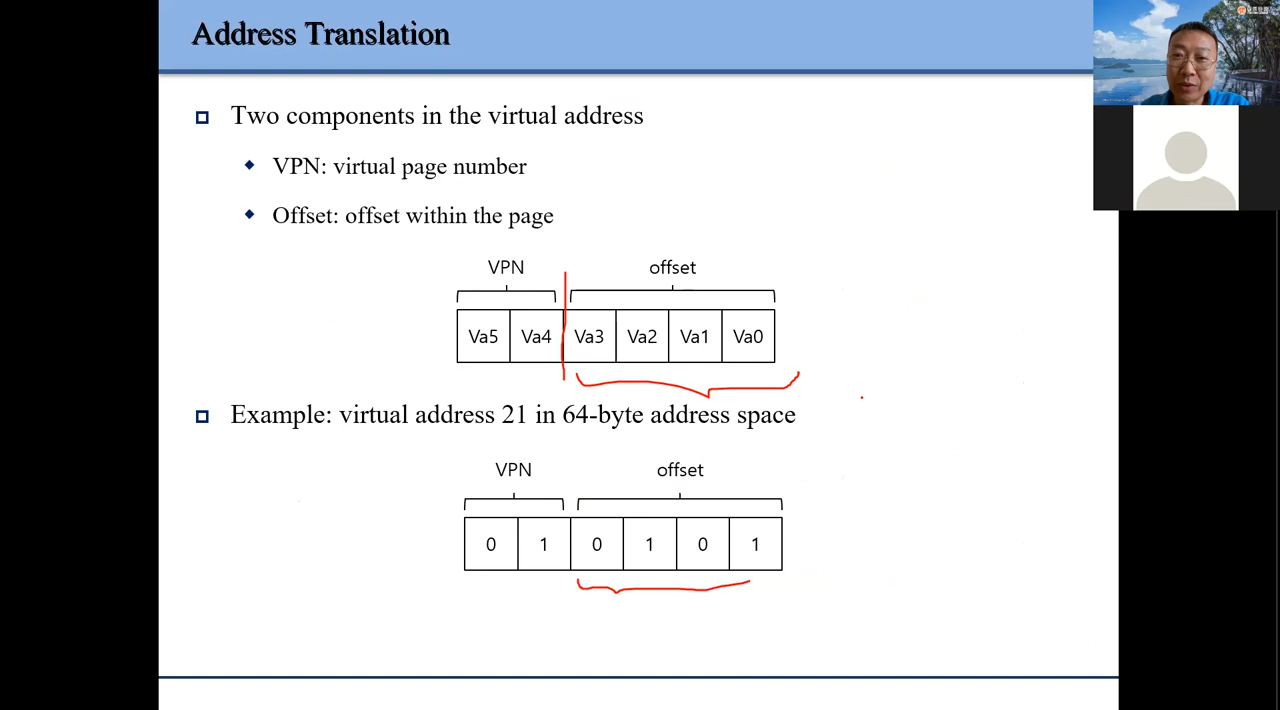 Address Translation
Two components in the virtual address
VPN: virtual page number
Offset: offset within the page
VPN offset
Va5 Va4 Va3 Va2 Va1 Va0
Example: virtual address 21 in 64-byte address space
VPN offset
0 1 0 1 0 1